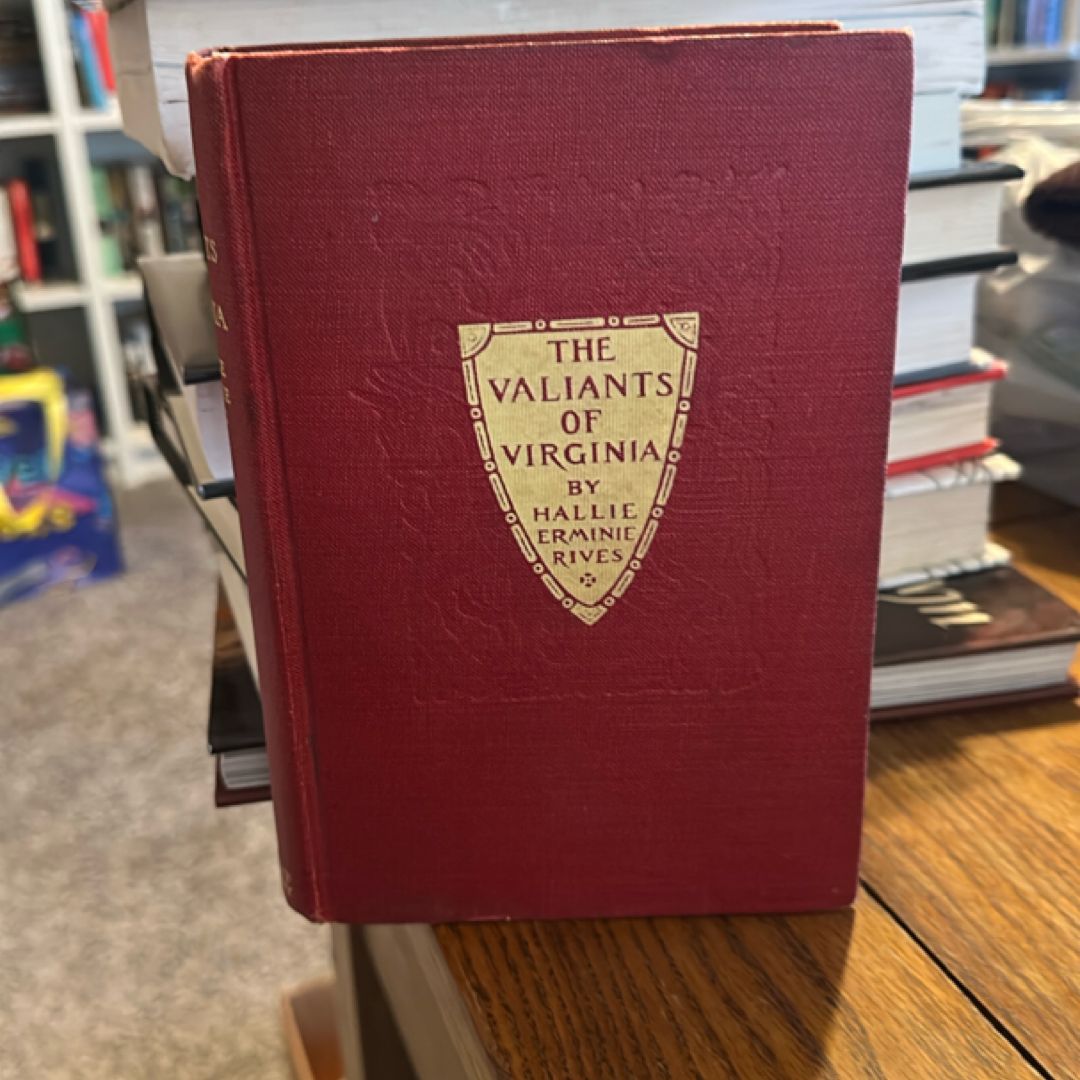 THE
VALIANTS
OF
VIRGINIA
BY
HALLIE
ERMINIE
RIVES